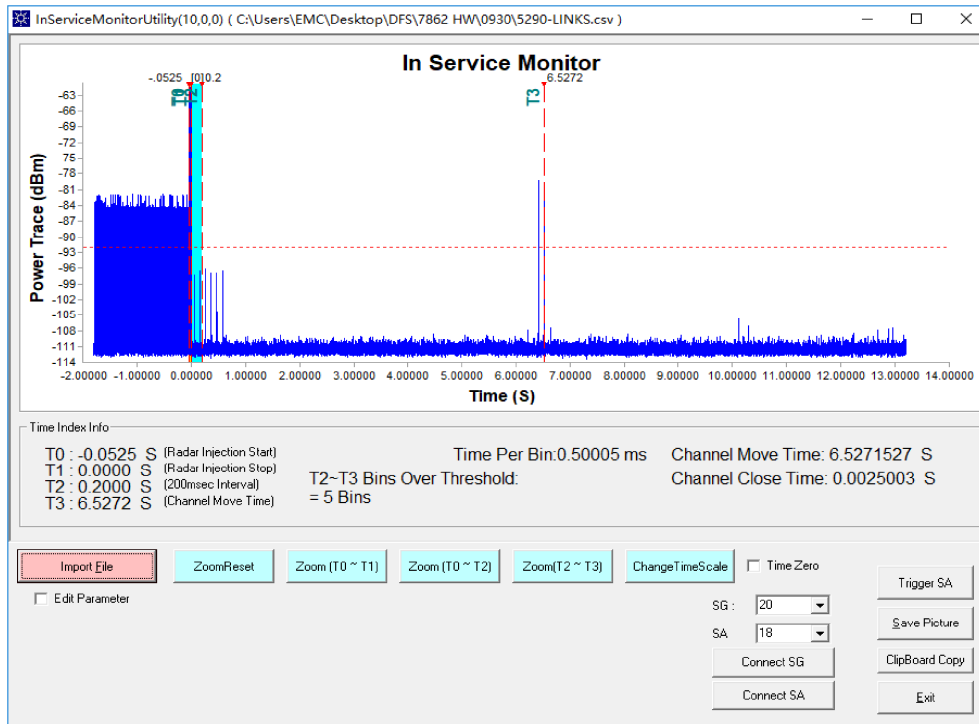 InServiceMonitorUtility(10,0,0) ( C:\Users\EMC\Desktop\DFS\7862 HW\0930\5290-LINKS.csv )
In Service Monitor
-.0525
0.2
6.5272
T3
-63
-66
-69
-72
75
-78
-81
-84
-87
-90
-93
-96
-99
-102
-105
-108
-111
-114
Power Trace (dBm)
-2.00000 -1.00000 0.00000 1.00000 2.00000 3.00000 4.00000 5.00000 6.00000 7.00000 8.00000 9.00000 10.00000 11.00000 12.00000 13.00000 14.00000
Time (S)
Time Index Info
T0 : -0.0525 S (Radar Injection Start)
T1 : 0.0000 S (Radar Injection Stop)
T2 : 0.2000 S (200msec Interval)
T3 : 6.5272 S (Channel Move Time)
Time Per Bin:0.50005 ms
T2~T3 Bins Over Threshold:
= 5 Bins
Channel Move Time: 6.5271527 S
Channel Close Time: 0.0025003 S
Import File
ZoomReset
Zoom (T0 ~ T1)
Zoom (T0 ~ T2)
Zoom(T2 ~ T3)
ChangeTimeScale
Time Zero
Edit Parameter
SG : 20
SA 18
Connect SG
Connect SA
Trigger SA
Save Picture
ClipBoard Copy
Exit